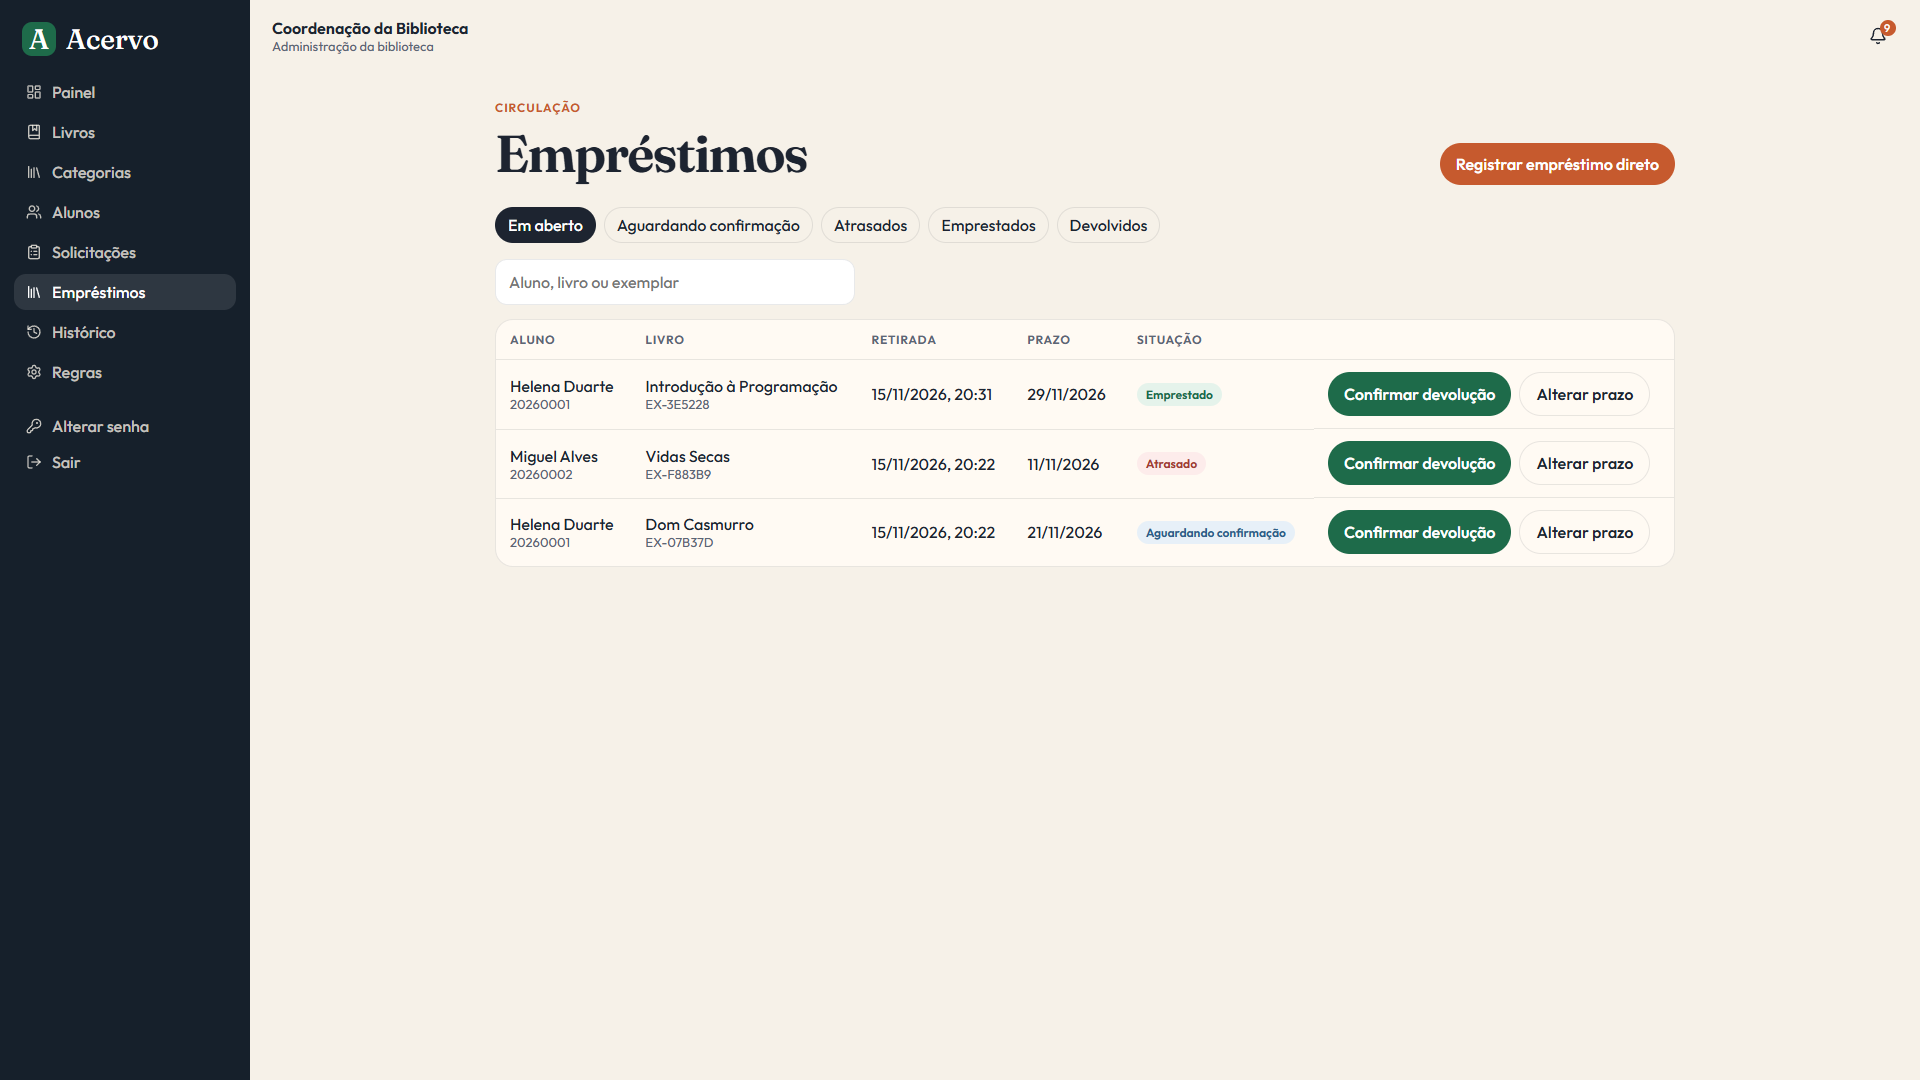 A Acervo
Painel
Livros
Categorias
Alunos
Solicitações
Empréstimos
Histórico
Regras
Alterar senha
Sair
Coordenação da Biblioteca
Administração da biblioteca
9
CIRCULAÇÃO
Empréstimos
Registrar empréstimo direto
Em aberto Aguardando confirmação Atrasados Emprestados Devolvidos
Aluno, livro ou exemplar
ALUNO LIVRO RETIRADA PRAZO SITUAÇÃO
Helena Duarte Introdução à Programação 15/11/2026, 20:31 29/11/2026 Emprestado Confirmar devolução Alterar prazo
20260001 EX-3E5228
Miguel Alves Vidas Secas 15/11/2026, 20:22 11/11/2026 Atrasado Confirmar devolução Alterar prazo
20260002 EX-F883B9
Helena Duarte Dom Casmurro 15/11/2026, 20:22 21/11/2026 Aguardando confirmação Confirmar devolução Alterar prazo
20260001 EX-07B37D